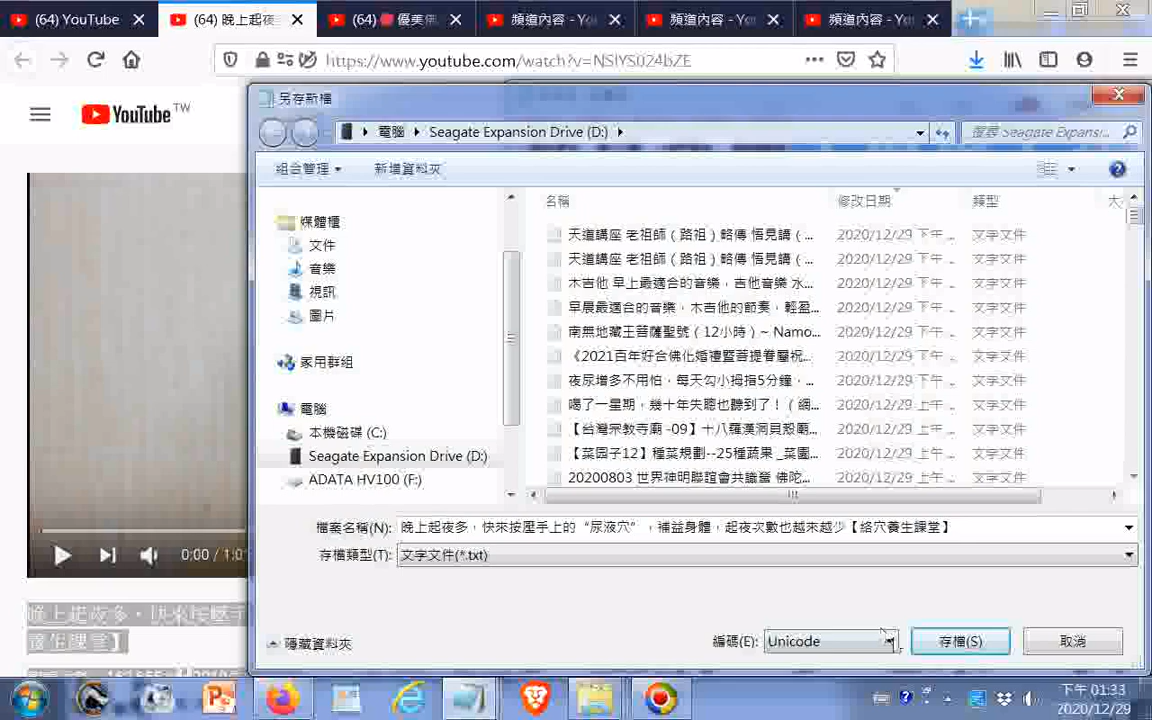 (64) YouTube
(64) 晚上起夜
(64) 優美佛
頻道內容 - Yo
頻道內容 - Yo
頻道內容 - Yo
https://www.youtube.com/watch?v=NSlYS024bZE
YouTube TW
0:00 / 1:0
晚上起夜多，快來按壓手
另存新檔
電腦 ▸ Seagate Expansion Drive (D:) ▸
搜尋 Seagate Expansi...
組合管理
新增資料夾
媒體櫃
文件
音樂
視訊
圖片
家用群組
電腦
本機磁碟 (C:)
Seagate Expansion Drive (D:)
ADATA HV100 (F:)
名稱 修改日期 類型 大
天道講座 老祖師（路祖）略傳 悟見講（... 2020/12/29 下午 ... 文字文件
天道講座 老祖師（路祖）略傳 悟見講（... 2020/12/29 下午 ... 文字文件
木吉他 早上最適合的音樂，吉他音樂 水... 2020/12/29 下午 ... 文字文件
早晨最適合的音樂，木吉他的節奏，輕盈... 2020/12/29 下午 ... 文字文件
南無地藏王菩薩聖號（12小時）~ Namo... 2020/12/29 下午 ... 文字文件
《2021百年好合佛化婚禮暨菩提眷屬祝... 2020/12/29 下午 ... 文字文件
夜尿增多不用怕，每天勾小拇指5分鐘，... 2020/12/29 下午 ... 文字文件
喝了一星期，幾十年失聰也聽到了！（網... 2020/12/29 上午 ... 文字文件
【台灣宗教寺廟 -09】十八羅漢洞貝殼廟... 2020/12/29 上午 ... 文字文件
【菜園子12】種菜規劃--25種蔬果 _菜園... 2020/12/29 上午 ... 文字文件
20200803 世界神明聯誼會共識營 佛陀... 2020/12/29 上午 ... 文字文件
檔案名稱(N): 晚上起夜多，快來按壓手上的“尿液穴”，補益身體，起夜次數也越來越少【絡穴養生課堂】
存檔類型(T): 文字文件(*.txt)
隱藏資料夾
編碼(E): Unicode
存檔(S)
取消
下午 01:33
2020/12/29